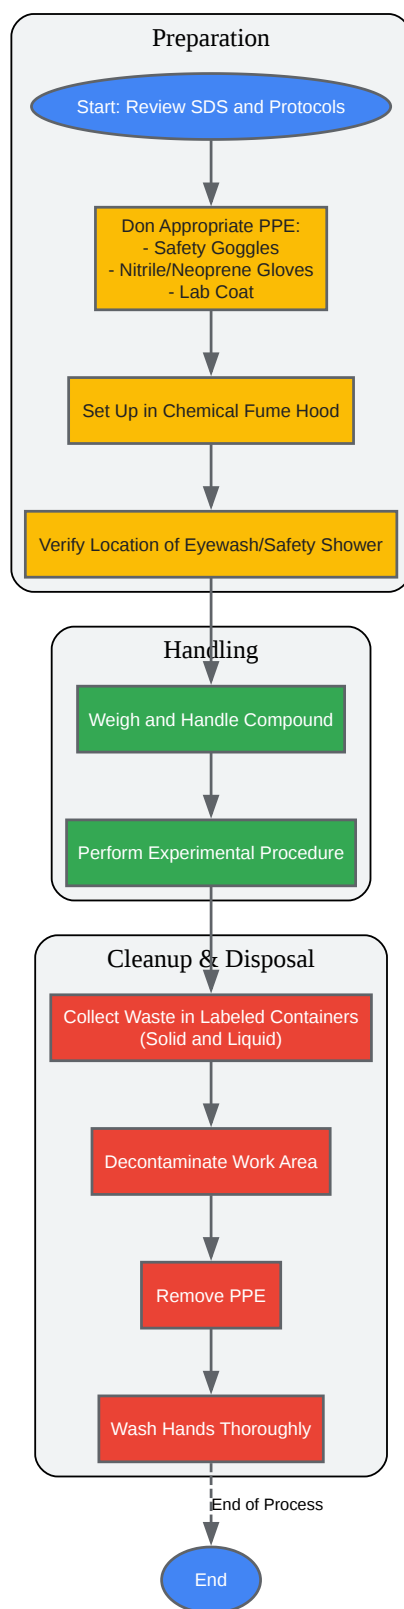 Preparation
Start: Review SDS and Protocols
Don Appropriate PPE:
- Safety Goggles
- Nitrile/Neoprene Gloves
- Lab Coat
Set Up in Chemical Fume Hood
Verify Location of Eyewash/Safety Shower
Handling
Weigh and Handle Compound
Perform Experimental Procedure
Cleanup & Disposal
Collect Waste in Labeled Containers
(Solid and Liquid)
Decontaminate Work Area
Remove PPE
Wash Hands Thoroughly
End of Process
End